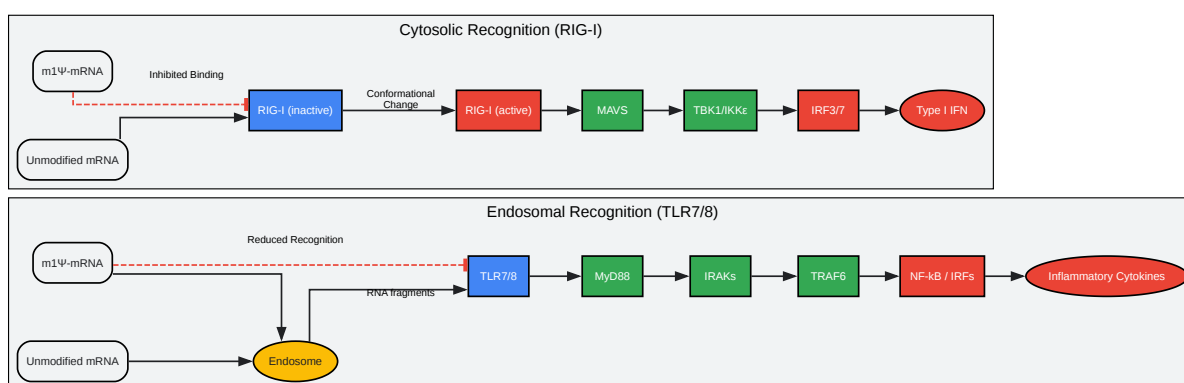 Cytosolic Recognition (RIG-I)
m1Ψ-mRNA
Inhibited Binding
RIG-I (inactive)
Conformational
Change
RIG-I (active)
MAVS
TBK1/IKKε
IRF3/7
Type I IFN
Unmodified mRNA
Endosomal Recognition (TLR7/8)
m1Ψ-mRNA
Reduced Recognition
TLR7/8
MyD88
IRAKs
TRAF6
NF-kB / IRFs
Inflammatory Cytokines
RNA fragments
Unmodified mRNA
Endosome